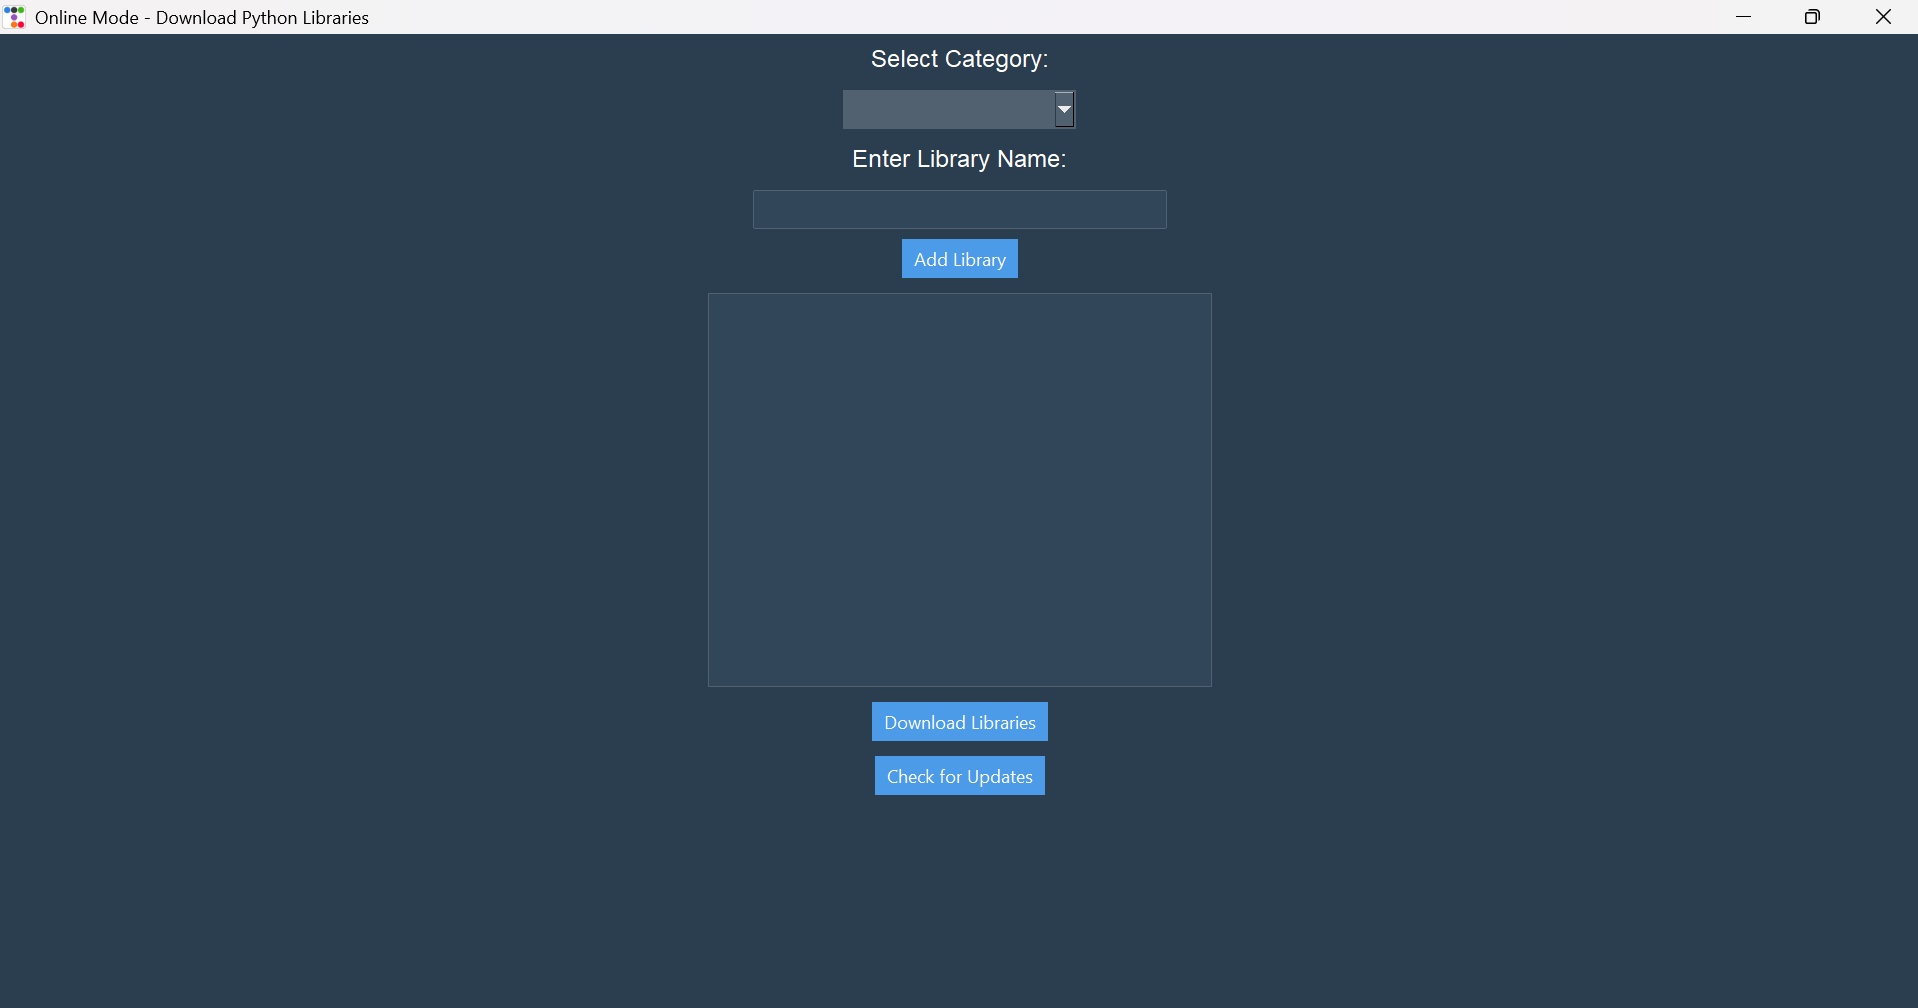 Online Mode - Download Python Libraries
Select Category:
Enter Library Name:
Add Library
Download Libraries
Check for Updates